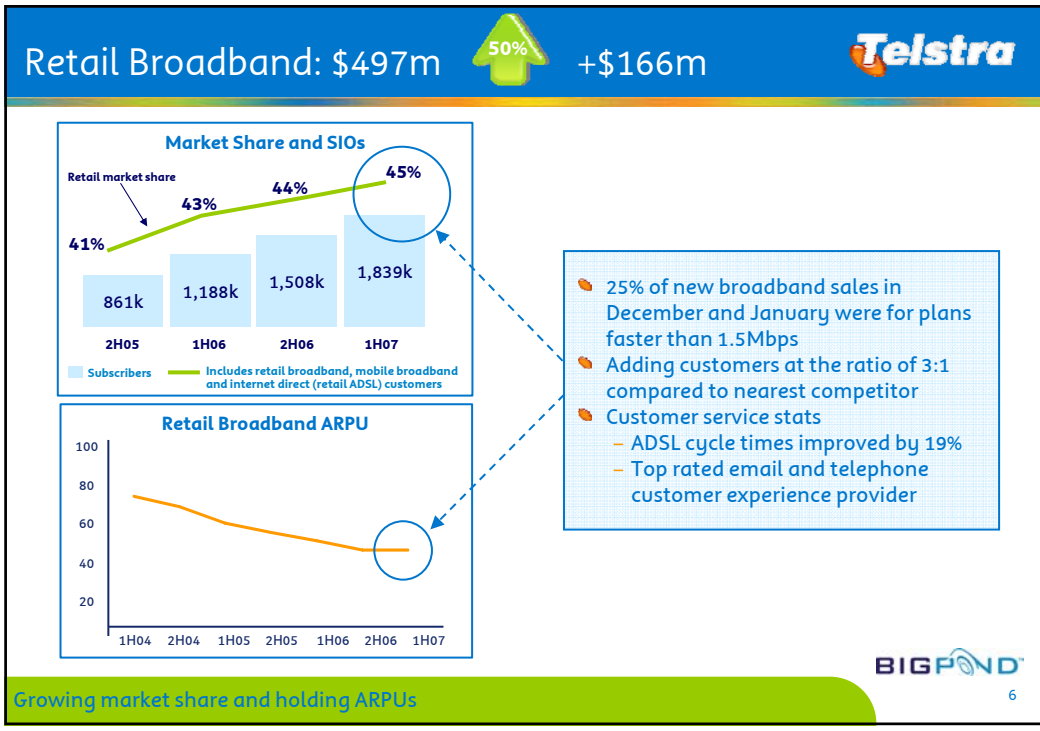 Retail Broadband: $497m
50%
+$166m
Telstra
Market Share and SIOs
Retail market share
41%
43%
44%
45%
861k
1,188k
1,508k
1,839k
2H05 1H06 2H06 1H07
Subscribers
Includes retail broadband, mobile broadband
and internet direct (retail ADSL) customers
Retail Broadband ARPU
100
80
60
40
20
1H04 2H04 1H05 2H05 1H06 2H06 1H07
25% of new broadband sales in
December and January were for plans
faster than 1.5Mbps
Adding customers at the ratio of 3:1
compared to nearest competitor
Customer service stats
– ADSL cycle times improved by 19%
– Top rated email and telephone
customer experience provider
BIGPOND™
Growing market share and holding ARPUs
6